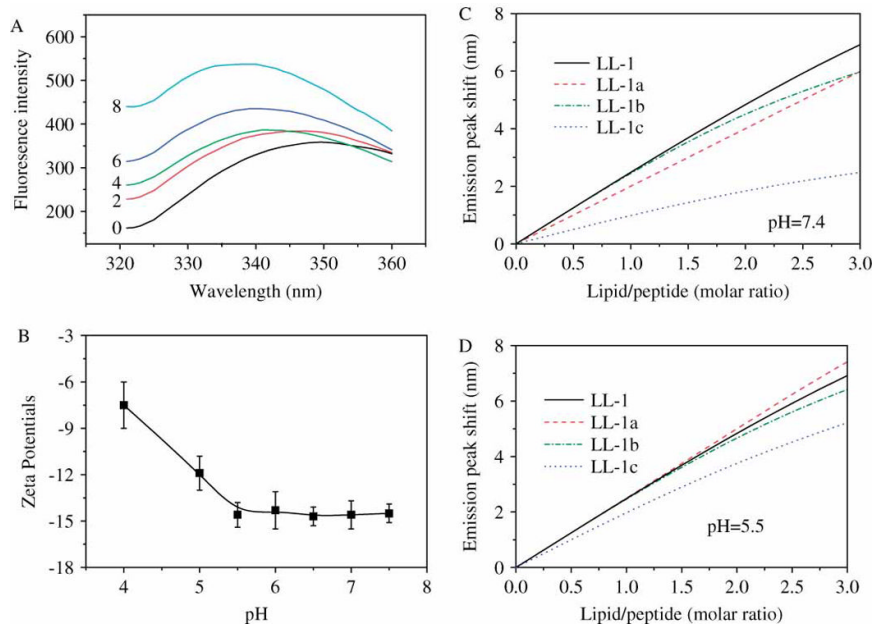 A
Fluoresence intensity
600
500
400
300
200
8
6
4
2
0
320 330 340 350 360
Wavelength (nm)
B
Zeta Potentials
-3
-6
-9
-12
-15
-18
4 5 6 7 8
pH
C
Emission peak shift (nm)
8
6
4
2
0
LL-1
LL-1a
LL-1b
LL-1c
pH=7.4
0.0 0.5 1.0 1.5 2.0 2.5 3.0
Lipid/peptide (molar ratio)
D
Emission peak shift (nm)
8
6
4
2
0
LL-1
LL-1a
LL-1b
LL-1c
pH=5.5
0.0 0.5 1.0 1.5 2.0 2.5 3.0
Lipid/peptide (molar ratio)